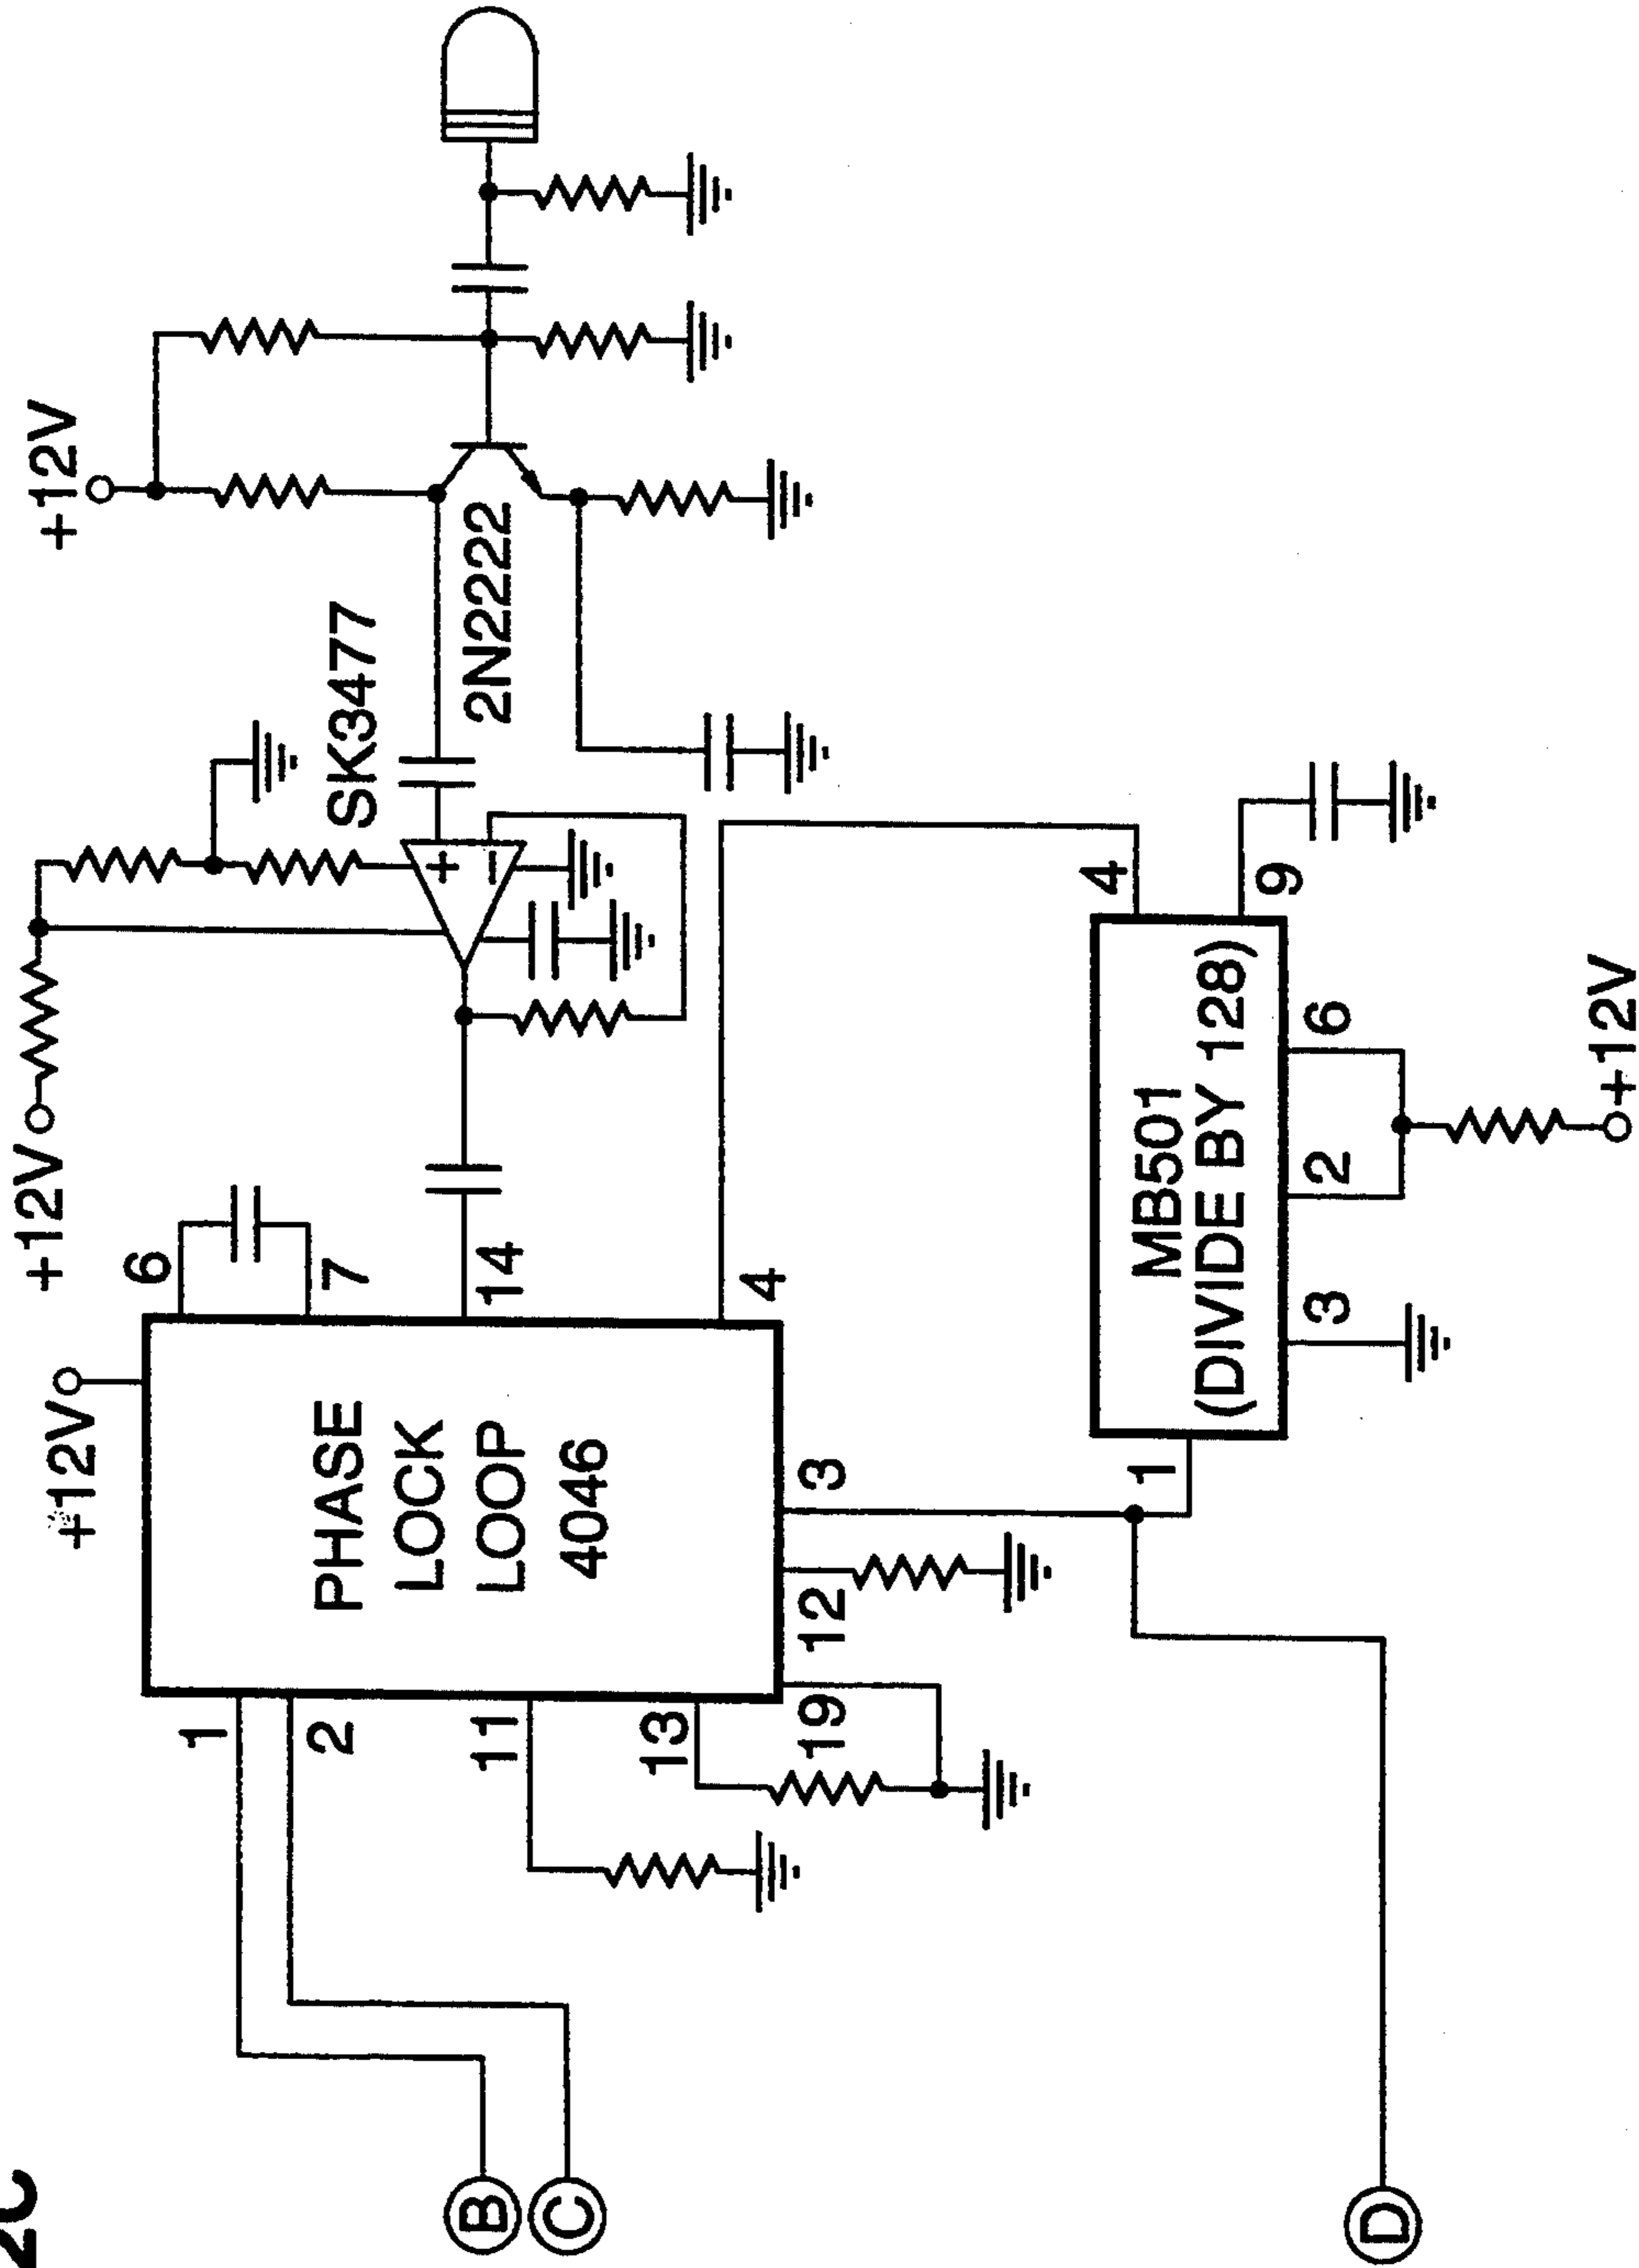 2C
+12V
+12V
+12V
6
1
2
7
PHASE
LOCK
LOOP
4046
SK3477
+
−
2N2222
14
11
B
C
13
4
19
12
3
4
1
MB501
(DIVIDE BY 128)
9
3
2
6
D
+12V